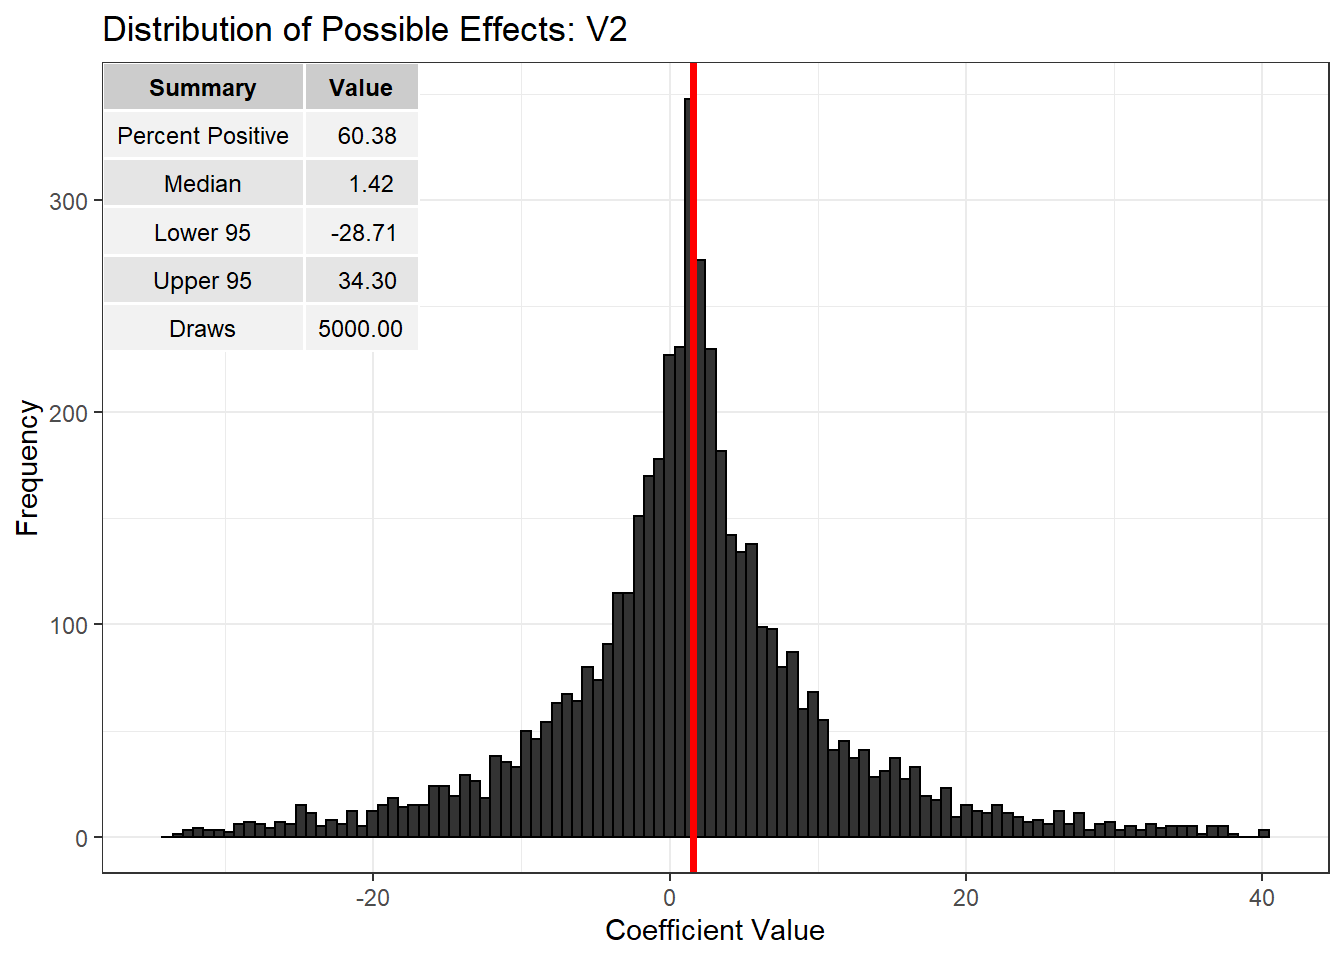 Distribution of Possible Effects: V2
Summary Value
Percent Positive 60.38
Median 1.42
Lower 95 -28.71
Upper 95 34.30
Draws 5000.00
Frequency
300
200
100
0
-20 0 20 40
Coefficient Value